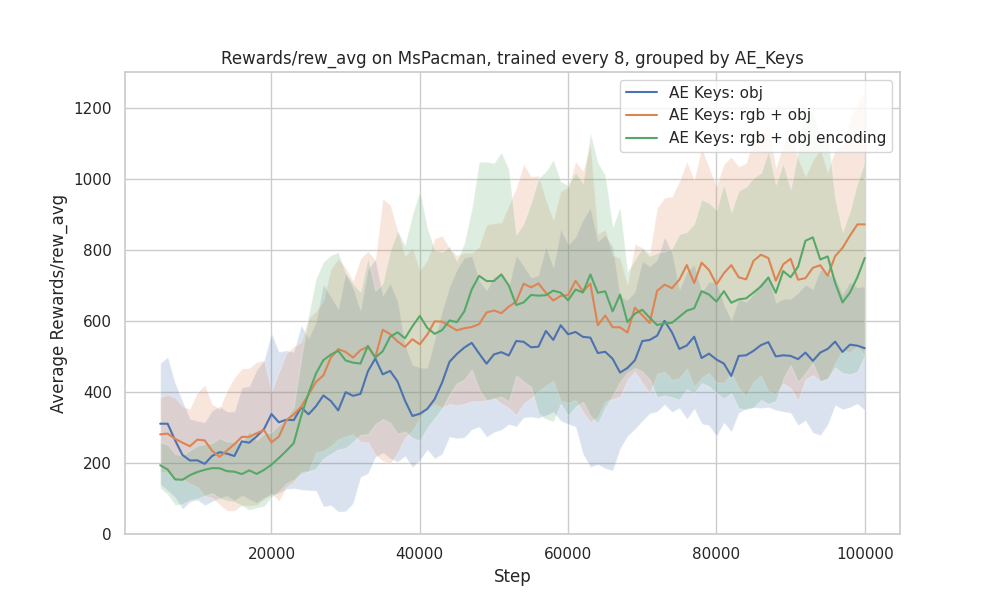 Rewards/rew_avg on MsPacman, trained every 8, grouped by AE_Keys
AE Keys: obj
AE Keys: rgb + obj
AE Keys: rgb + obj encoding
Average Rewards/rew_avg
1200
1000
800
600
400
200
0
20000 40000 60000 80000 100000
Step